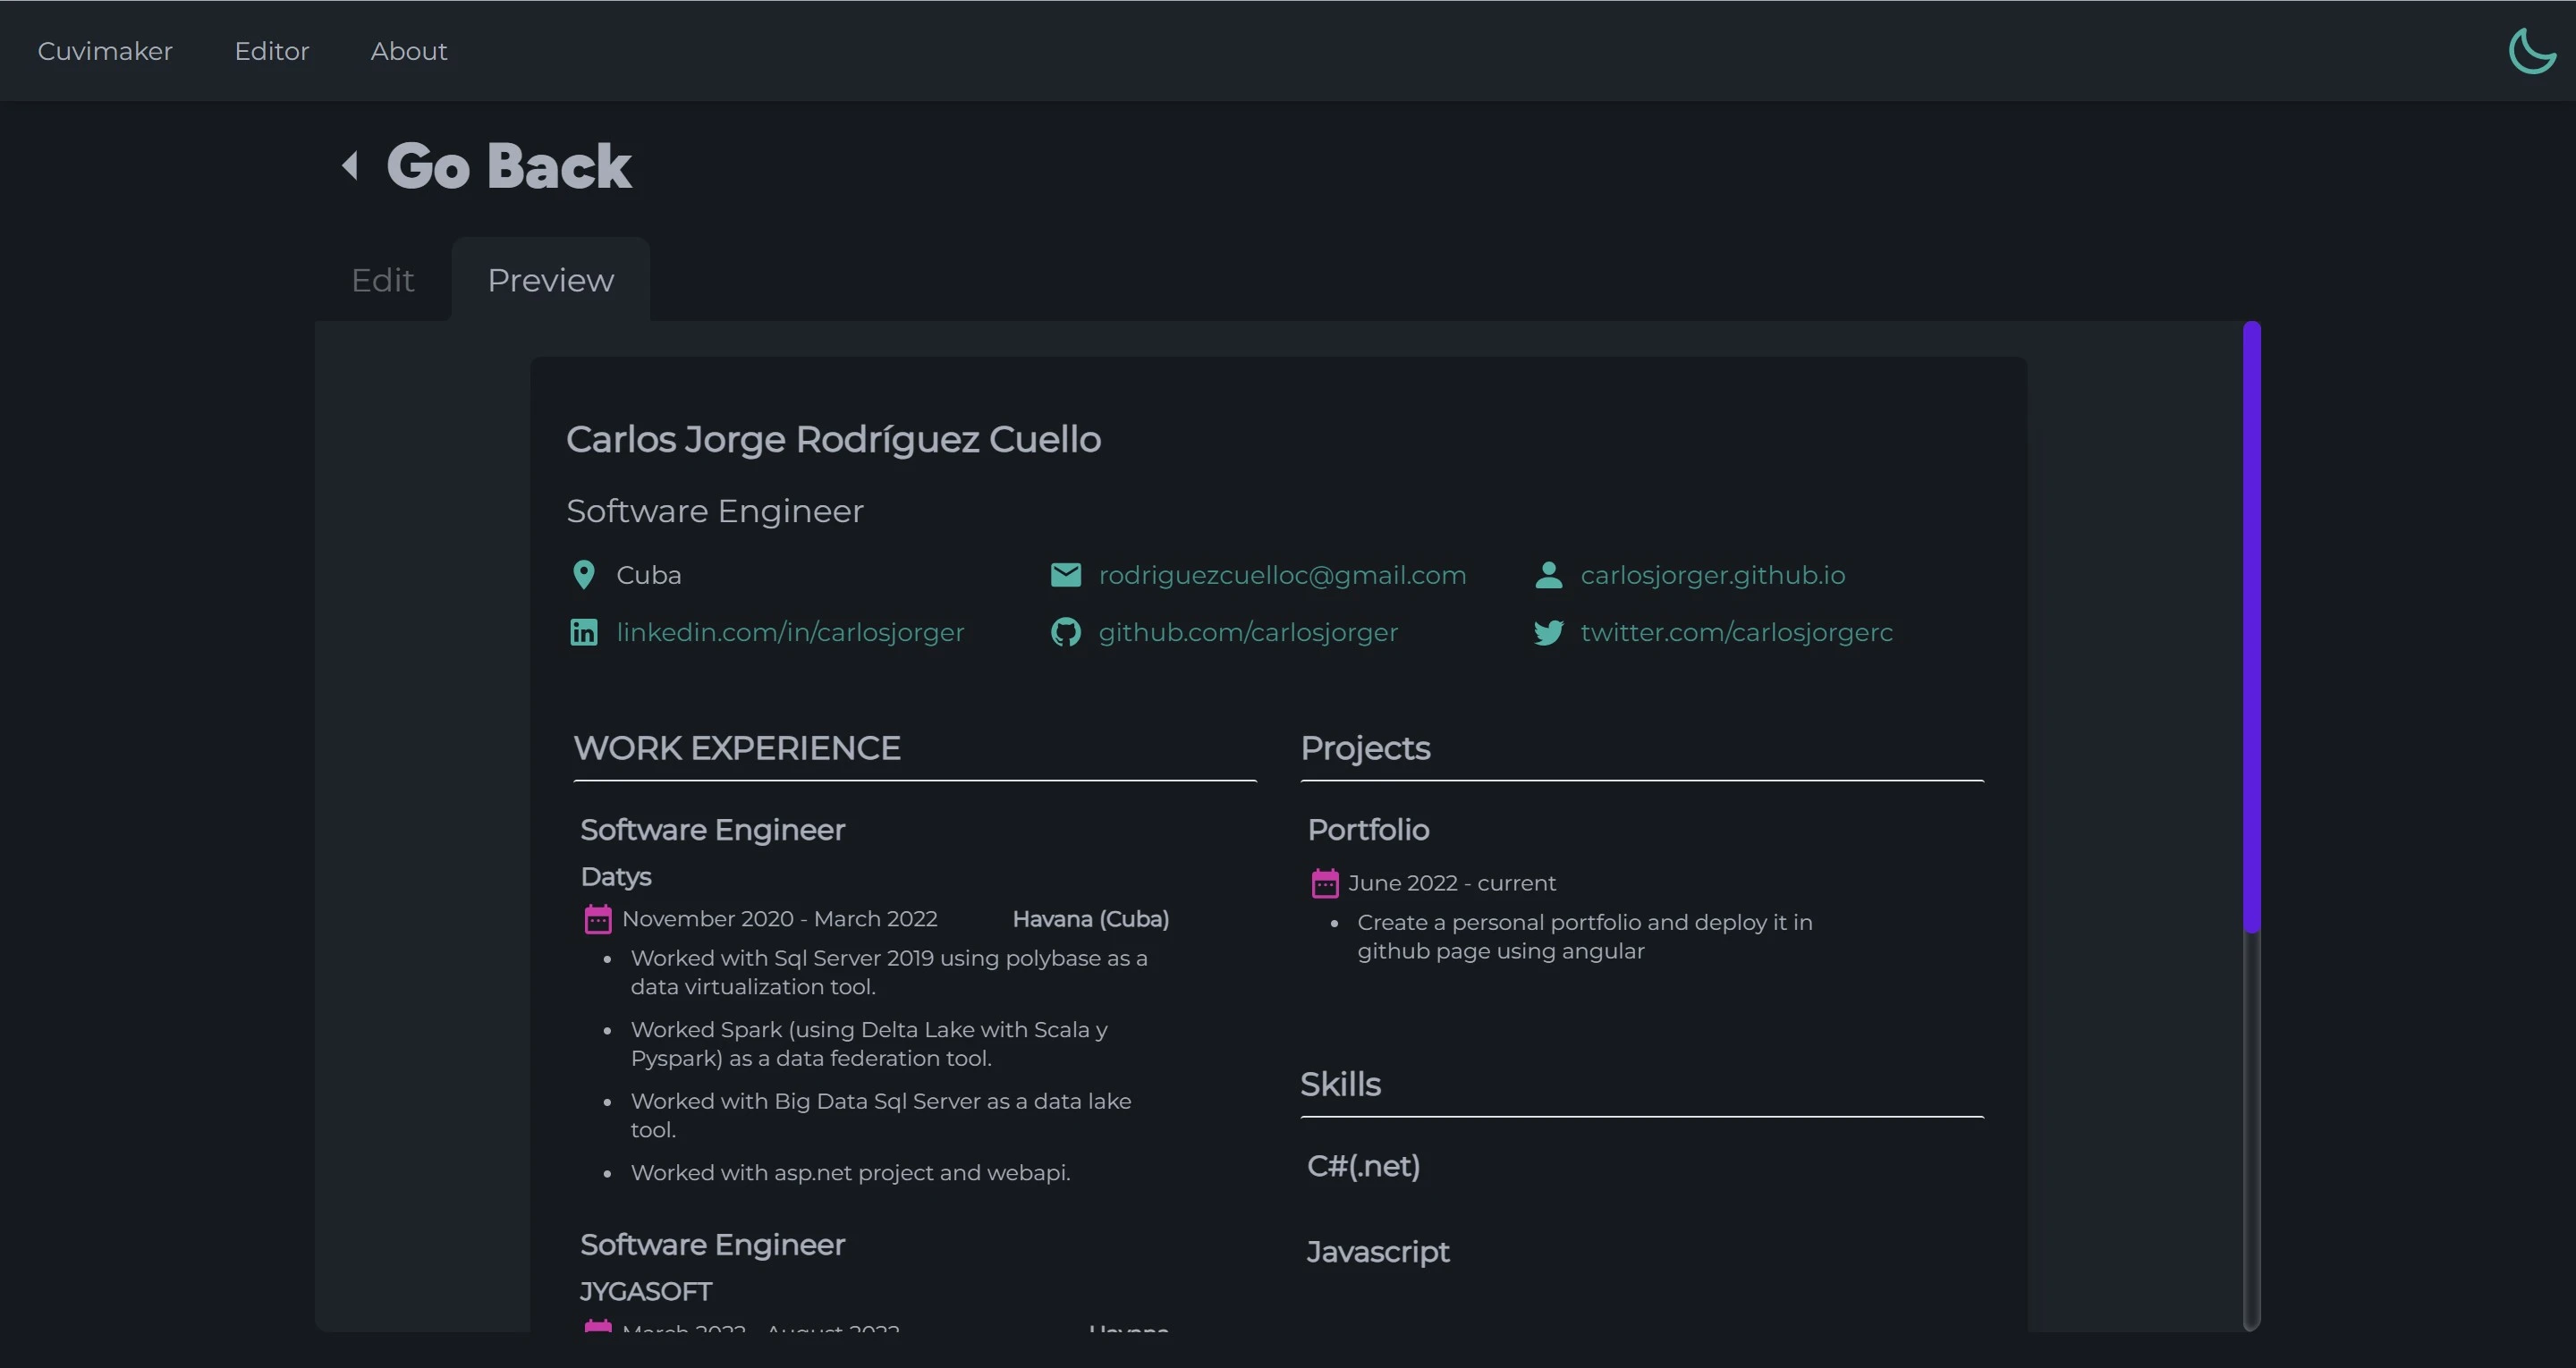 Cuvimaker Editor About
Go Back
Edit Preview
Carlos Jorge Rodríguez Cuello
Software Engineer
Cuba rodriguezcuelloc@gmail.com carlosjorger.github.io
linkedin.com/in/carlosjorger github.com/carlosjorger twitter.com/carlosjorgerc
WORK EXPERIENCE
Software Engineer
Datys
November 2020 - March 2022 Havana (Cuba)
Worked with Sql Server 2019 using polybase as a
data virtualization tool.
Worked Spark (using Delta Lake with Scala y
Pyspark) as a data federation tool.
Worked with Big Data Sql Server as a data lake
tool.
Worked with asp.net project and webapi.
Software Engineer
JYGASOFT
March 2022 - August 2022 Havana
Projects
Portfolio
June 2022 - current
Create a personal portfolio and deploy it in
github page using angular
Skills
C#(.net)
Javascript